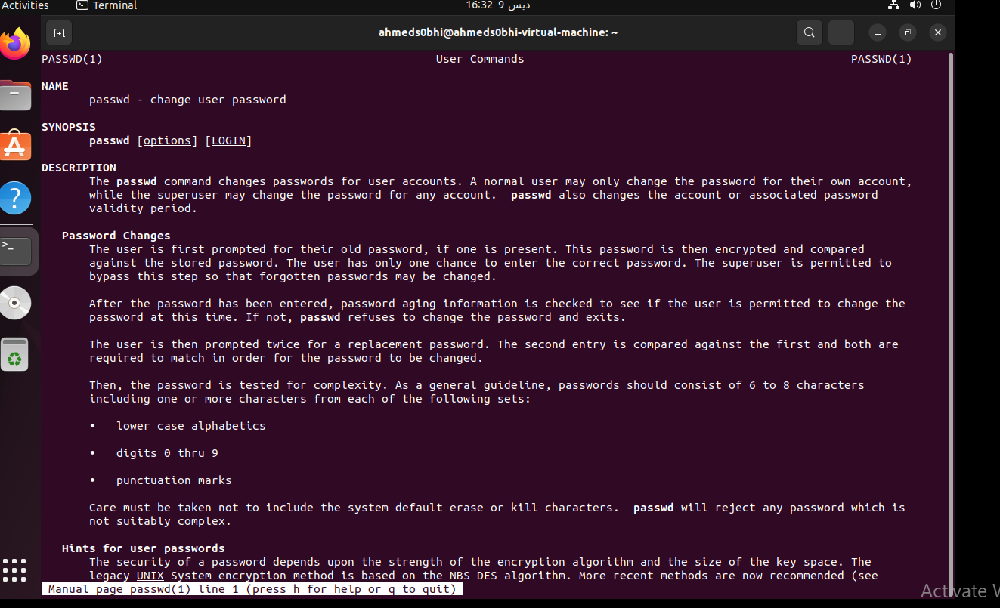 Activities Terminal 16:32 9 ديس
ahmeds0bhi@ahmeds0bhi-virtual-machine: ~
PASSWD(1) User Commands PASSWD(1)
NAME
passwd - change user password
SYNOPSIS
passwd [options] [LOGIN]
DESCRIPTION
The passwd command changes passwords for user accounts. A normal user may only change the password for their own account,
while the superuser may change the password for any account. passwd also changes the account or associated password
validity period.
Password Changes
The user is first prompted for their old password, if one is present. This password is then encrypted and compared
against the stored password. The user has only one chance to enter the correct password. The superuser is permitted to
bypass this step so that forgotten passwords may be changed.
After the password has been entered, password aging information is checked to see if the user is permitted to change the
password at this time. If not, passwd refuses to change the password and exits.
The user is then prompted twice for a replacement password. The second entry is compared against the first and both are
required to match in order for the password to be changed.
Then, the password is tested for complexity. As a general guideline, passwords should consist of 6 to 8 characters
including one or more characters from each of the following sets:
• lower case alphabetics
• digits 0 thru 9
• punctuation marks
Care must be taken not to include the system default erase or kill characters. passwd will reject any password which is
not suitably complex.
Hints for user passwords
The security of a password depends upon the strength of the encryption algorithm and the size of the key space. The
legacy UNIX System encryption method is based on the NBS DES algorithm. More recent methods are now recommended (see
Manual page passwd(1) line 1 (press h for help or q to quit)
Activate W